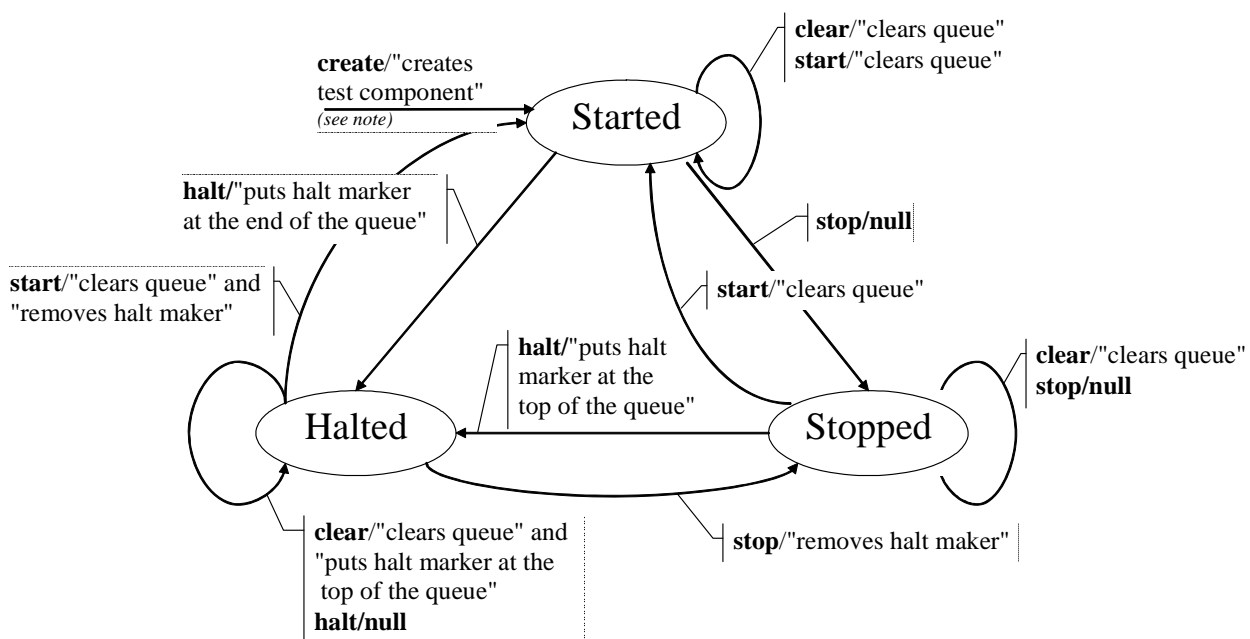 clear/"clears queue"
start/"clears queue"
create/"creates
test component"
(see note)
Started
halt/"puts halt marker
at the end of the queue"
stop/null
start/"clears queue" and
"removes halt maker"
start/"clears queue"
halt/"puts halt
marker at the
top of the queue"
clear/"clears queue"
stop/null
Halted
Stopped
clear/"clears queue" and
"puts halt marker at the
top of the queue"
halt/null
stop/"removes halt maker"